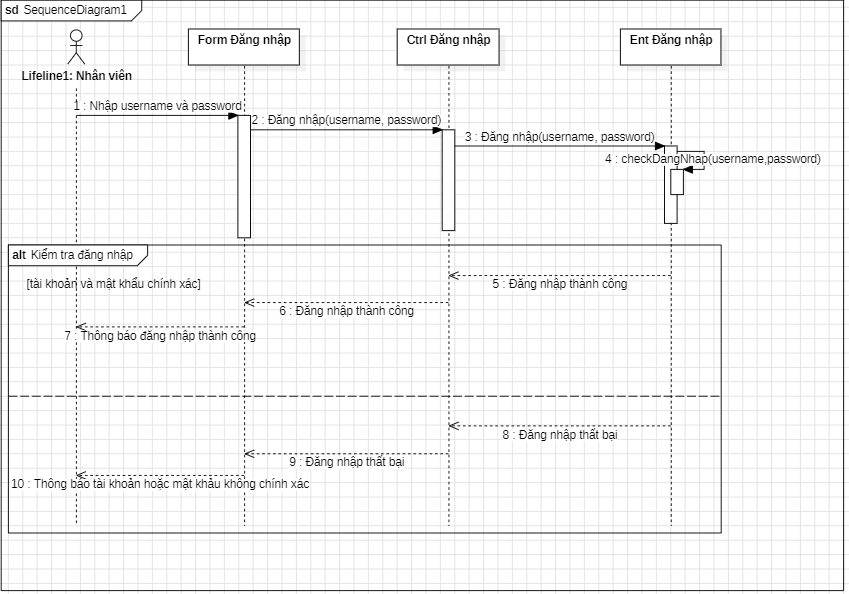 sd SequenceDiagram1
Form Đăng nhập
Ctrl Đăng nhập
Ent Đăng nhập
Lifeline1: Nhân viên
1 : Nhập username và password
2 : Đăng nhập(username, password)
3 : Đăng nhập(username, password)
4 : checkDangNhap(username,password)
alt Kiểm tra đăng nhập
[tài khoản và mật khẩu chính xác]
5 : Đăng nhập thành công
6 : Đăng nhập thành công
7 : Thông báo đăng nhập thành công
8 : Đăng nhập thất bại
9 : Đăng nhập thất bại
10 : Thông báo tài khoản hoặc mật khảu không chính xác